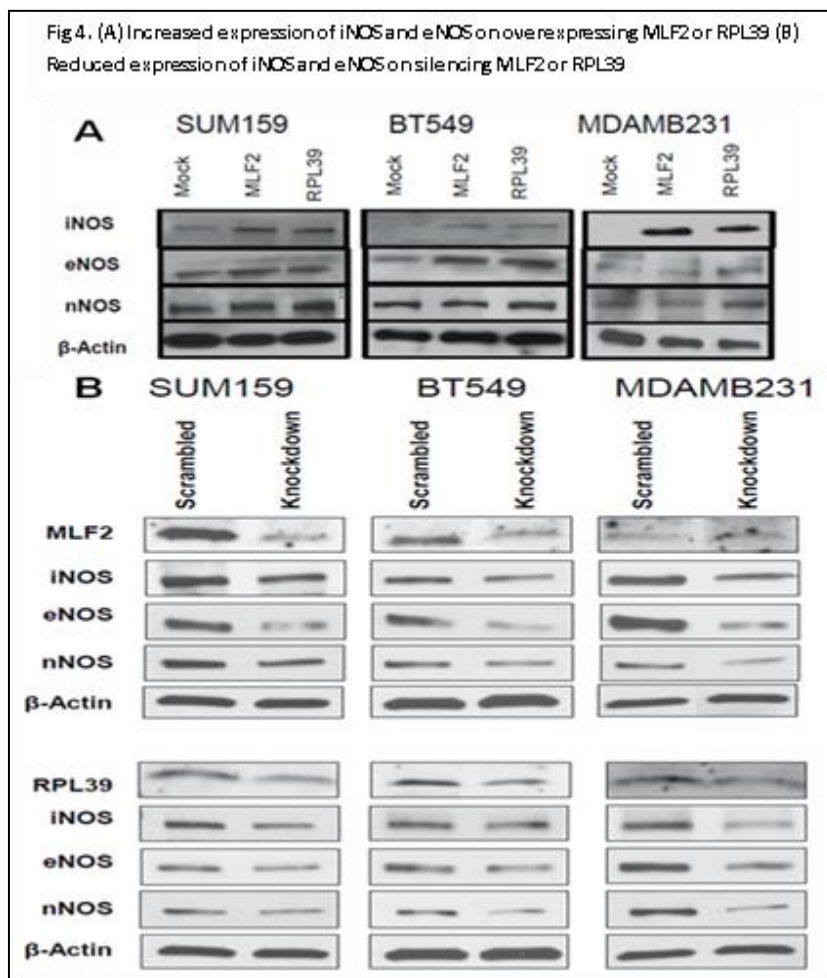 Fig 4. (A) Increased expression of iNOS and eNOS on overexpressing MLF2 or RPL39 (B)
Reduced expression of iNOS and eNOS on silencing MLF2 or RPL39
A SUM159 BT549 MDAMB231
Mock MLF2 RPL39 Mock MLF2 RPL39 Mock MLF2 RPL39
iNOS
eNOS
nNOS
β-Actin
B SUM159 BT549 MDAMB231
Scrambled Knockdown Scrambled Knockdown Scrambled Knockdown
MLF2
iNOS
eNOS
nNOS
β-Actin
RPL39
iNOS
eNOS
nNOS
β-Actin